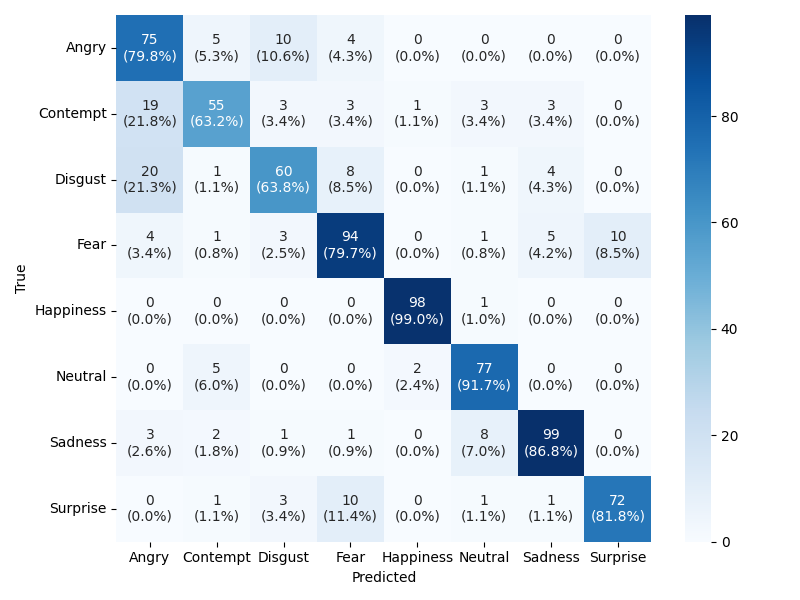 Angry 75 5 10 4 0 0 0 0
(79.8%) (5.3%) (10.6%) (4.3%) (0.0%) (0.0%) (0.0%) (0.0%)
Contempt 19 55 3 3 1 3 3 0
(21.8%) (63.2%) (3.4%) (3.4%) (1.1%) (3.4%) (3.4%) (0.0%)
Disgust 20 1 60 8 0 1 4 0
(21.3%) (1.1%) (63.8%) (8.5%) (0.0%) (1.1%) (4.3%) (0.0%)
Fear 4 1 3 94 0 1 5 10
(3.4%) (0.8%) (2.5%) (79.7%) (0.0%) (0.8%) (4.2%) (8.5%)
Happiness 0 0 0 0 98 1 0 0
(0.0%) (0.0%) (0.0%) (0.0%) (99.0%) (1.0%) (0.0%) (0.0%)
Neutral 0 5 0 0 2 77 0 0
(0.0%) (6.0%) (0.0%) (0.0%) (2.4%) (91.7%) (0.0%) (0.0%)
Sadness 3 2 1 1 0 8 99 0
(2.6%) (1.8%) (0.9%) (0.9%) (0.0%) (7.0%) (86.8%) (0.0%)
Surprise 0 1 3 10 0 1 1 72
(0.0%) (1.1%) (3.4%) (11.4%) (0.0%) (1.1%) (1.1%) (81.8%)
Angry Contempt Disgust Fear Happiness Neutral Sadness Surprise
Predicted
True
80
60
40
20
0